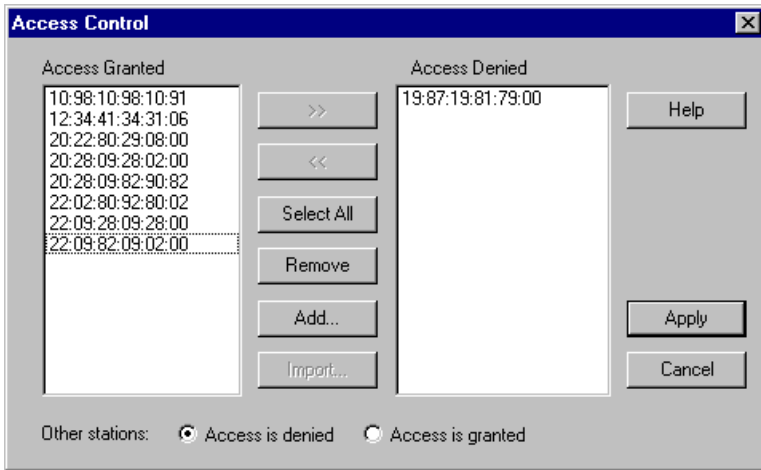 Access Control
Access Granted
Access Denied
10:98:10:98:10:91
12:34:41:34:31:06
20:22:80:29:08:00
20:28:09:28:02:00
20:28:09:82:90:82
22:02:80:92:80:02
22:09:28:09:28:00
22:09:82:09:02:00
>>
<<
Select All
Remove
Add...
Import...
19:87:19:81:79:00
Help
Apply
Cancel
Other stations: Access is denied Access is granted